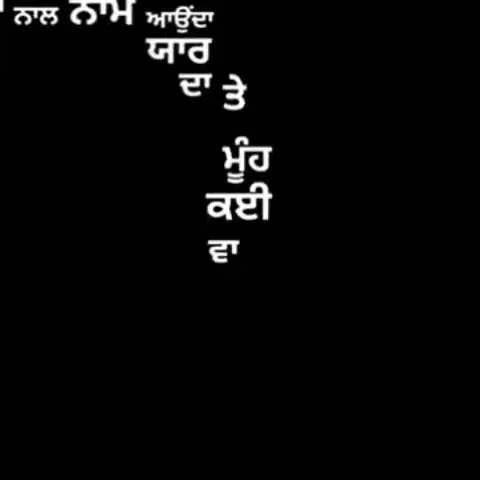 ਨਾਲ ਨਾਮ ਆਉਂਦਾ
ਯਾਰ
ਦਾ ਤੇ
ਮੂੰਹ
ਕਈ
ਵਾ